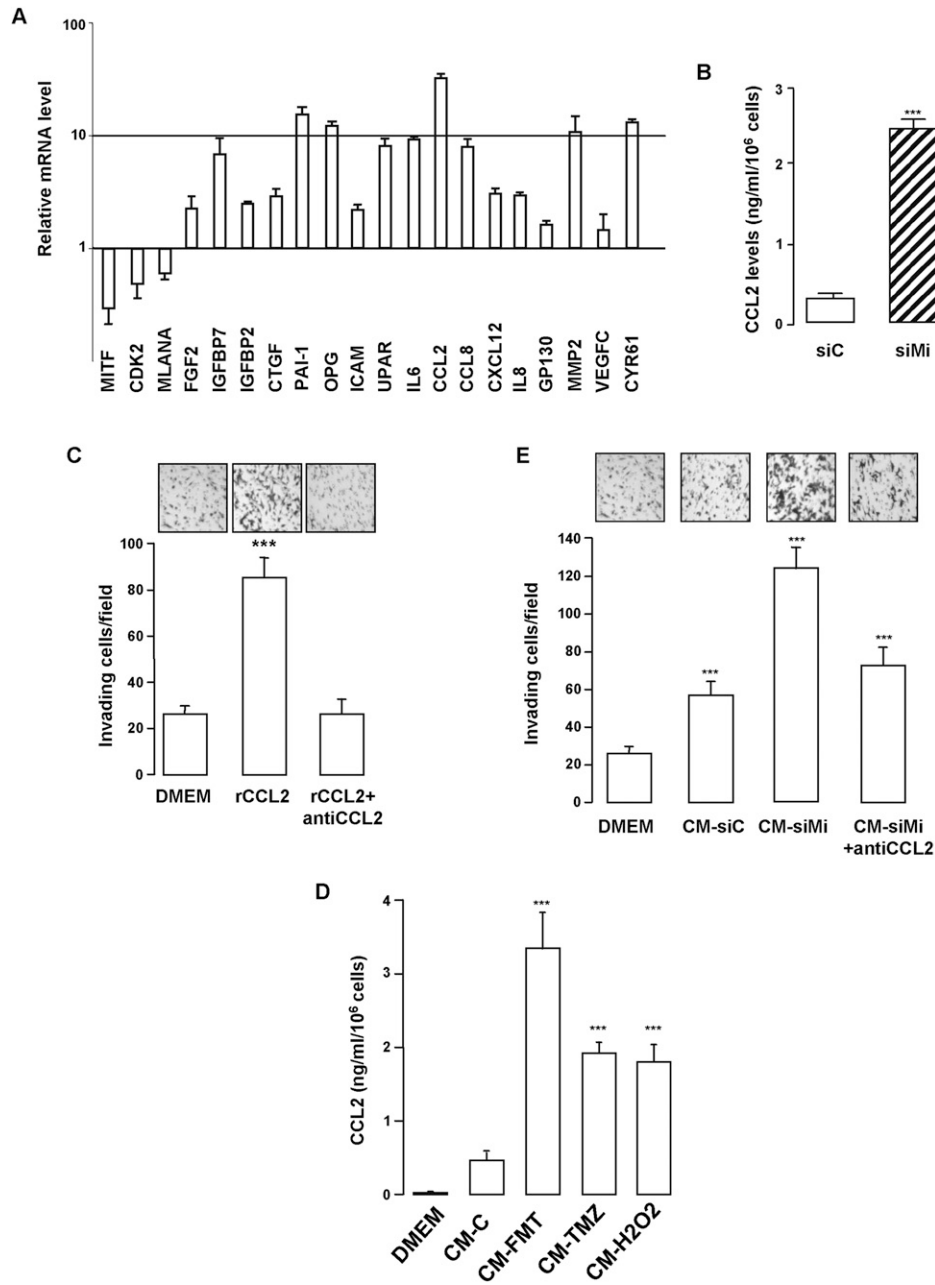 A
Relative mRNA level
100
10
1
MITF
CDK2
MLANA
FGF2
IGFBP7
IGFBP2
CTGF
PAI-1
OPG
ICAM
UPAR
IL6
CCL2
CCL8
CXCL12
IL8
GP130
MMP2
VEGFC
CYR61
B
CCL2 levels (ng/ml/10⁶ cells)
3
2
1
0
***
siC
siMi
C
Invading cells/field
100
80
60
40
20
0
***
DMEM
rCCL2
rCCL2+
antiCCL2
E
Invading cells/field
140
120
100
80
60
40
20
0
***
***
***
DMEM
CM-siC
CM-siMi
CM-siMi
+antiCCL2
D
CCL2 (ng/ml/10⁶ cells)
4
3
2
1
0
***
***
***
DMEM
CM-C
CM-FMT
CM-TMZ
CM-H2O2